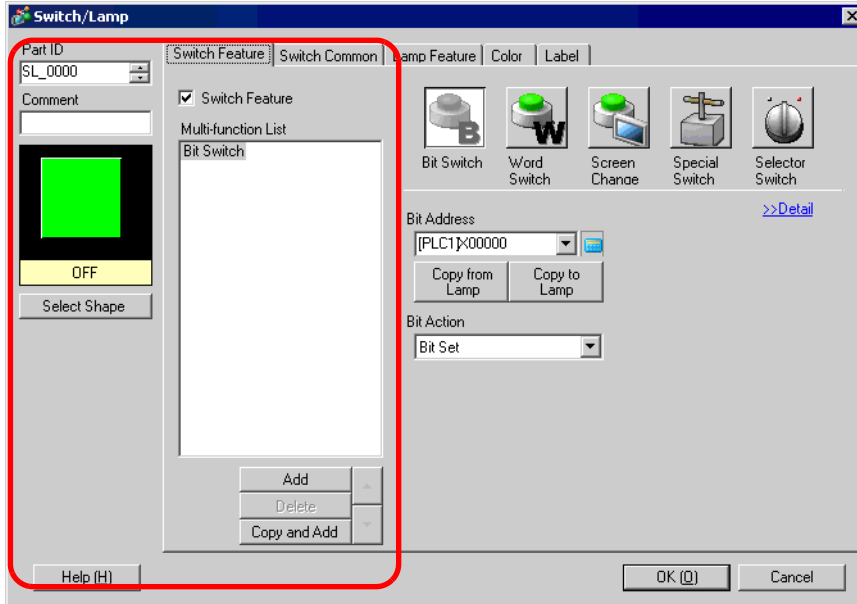 Switch/Lamp
Part ID
SL_0000
Comment
OFF
Select Shape
Switch Feature
Switch Common
Lamp Feature
Color
Label
Switch Feature
Multi-function List
Bit Switch
Add
Delete
Copy and Add
Bit Switch
Word
Switch
Screen
Change
Special
Switch
Selector
Switch
>>Detail
Bit Address
[PLC1]X00000
Copy from
Lamp
Copy to
Lamp
Bit Action
Bit Set
Help (H)
OK (O)
Cancel